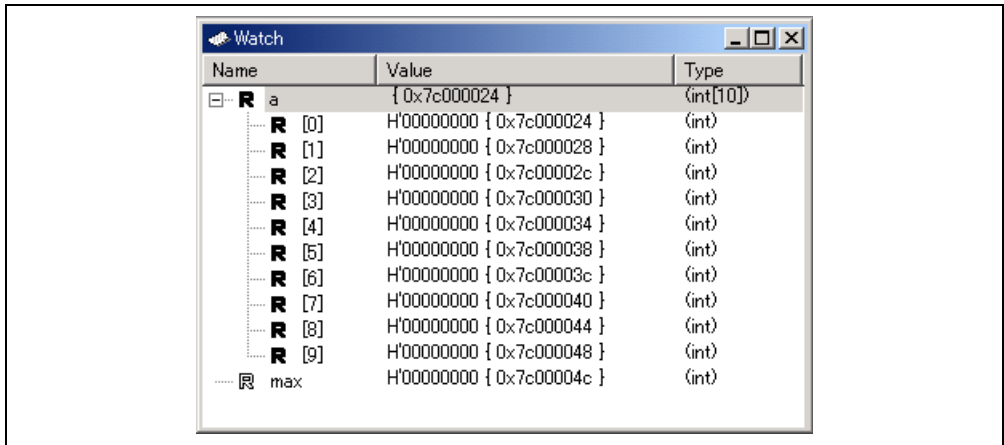 Watch
Name Value Type
R a { 0x7c000024 } (int[10])
R [0] H'00000000 { 0x7c000024 } (int)
R [1] H'00000000 { 0x7c000028 } (int)
R [2] H'00000000 { 0x7c00002c } (int)
R [3] H'00000000 { 0x7c000030 } (int)
R [4] H'00000000 { 0x7c000034 } (int)
R [5] H'00000000 { 0x7c000038 } (int)
R [6] H'00000000 { 0x7c00003c } (int)
R [7] H'00000000 { 0x7c000040 } (int)
R [8] H'00000000 { 0x7c000044 } (int)
R [9] H'00000000 { 0x7c000048 } (int)
R max H'00000000 { 0x7c00004c } (int)